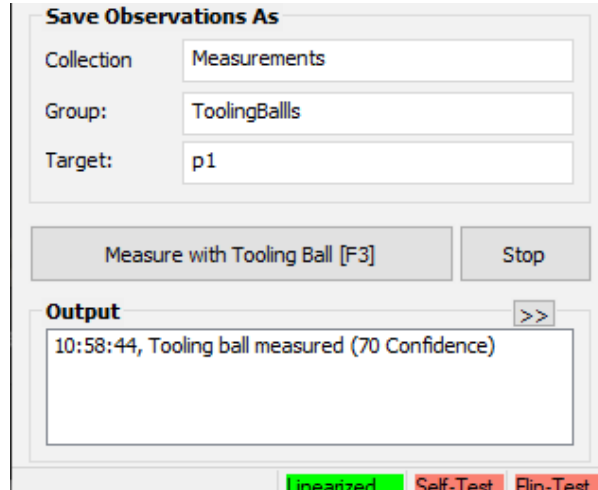 Save Observations As
Collection Measurements
Group: ToolingBallls
Target: p1
Measure with Tooling Ball [F3] Stop
Output >>
10:58:44, Tooling ball measured (70 Confidence)
Linearized Self-Test Flip-Test